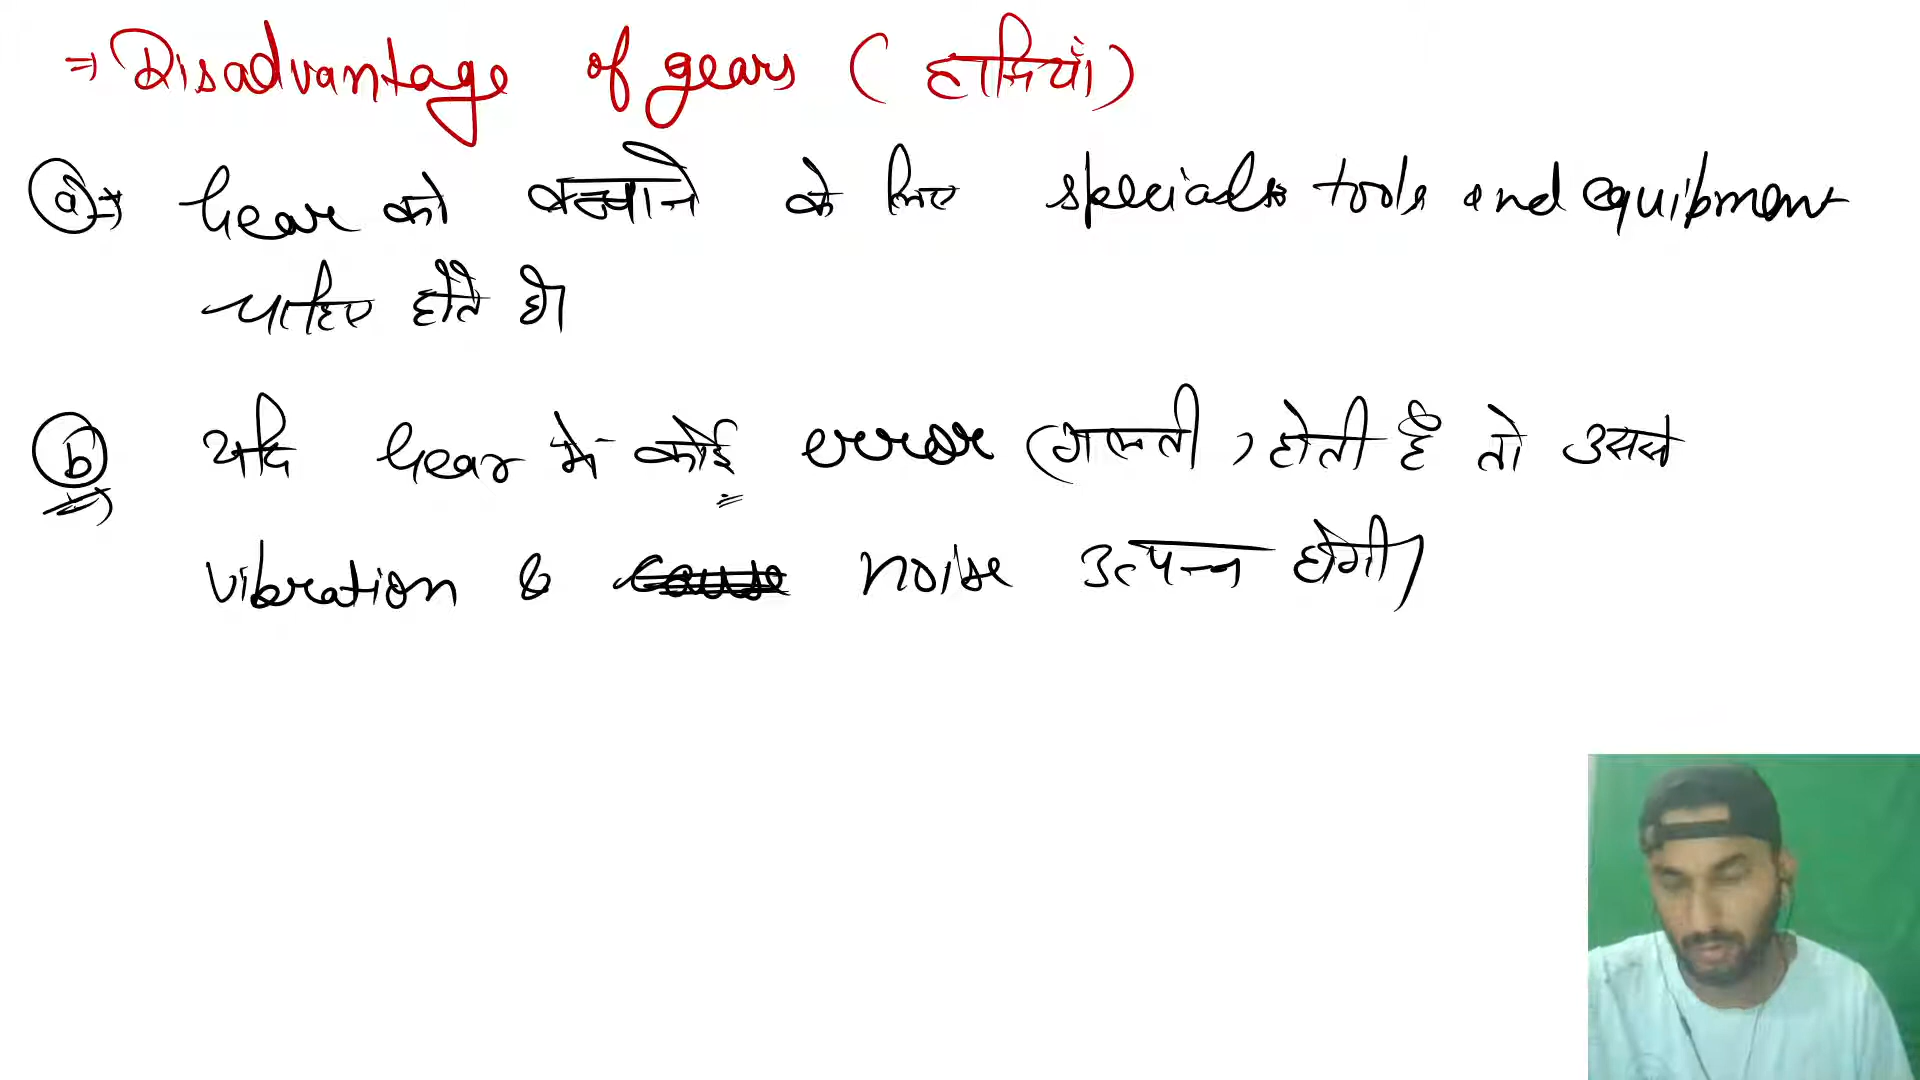 ⇒ Disadvantage of gears (हानियाँ)
(a)⇒ Gear को बनाने के लिए special tools and equipment
चाहिए होते है।
(b) यदि Gear में कोई error (गलती) होती है तो उससे
vibration & noise उत्पन्न होगी।